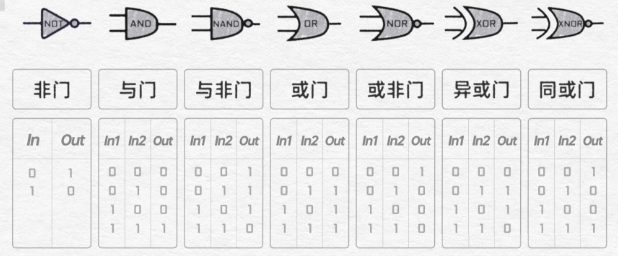 NOT AND NAND OR NOR XOR XNOR
非门 与门 与非门 或门 或非门 异或门 同或门
In Out In1 In2 Out In1 In2 Out In1 In2 Out In1 In2 Out In1 In2 Out In1 In2 Out
0 1 0 0 0 0 0 1 0 0 0 0 0 1 0 0 0 0 0 1
1 0 0 1 0 0 1 1 0 1 1 0 1 0 0 1 1 0 1 0
1 0 0 1 0 1 1 0 1 1 0 0 1 0 1 1 0 0
1 1 1 1 1 0 1 1 1 1 1 0 1 1 0 1 1 1